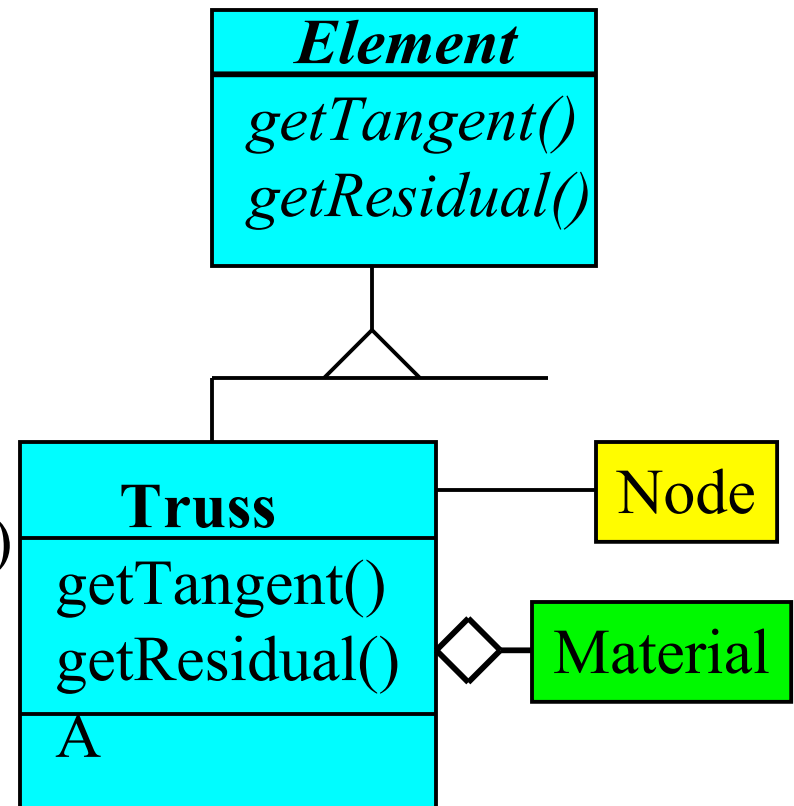 Element
getTangent()
getResidual()
Truss
Node
)
getTangent()
getResidual()
Material
A